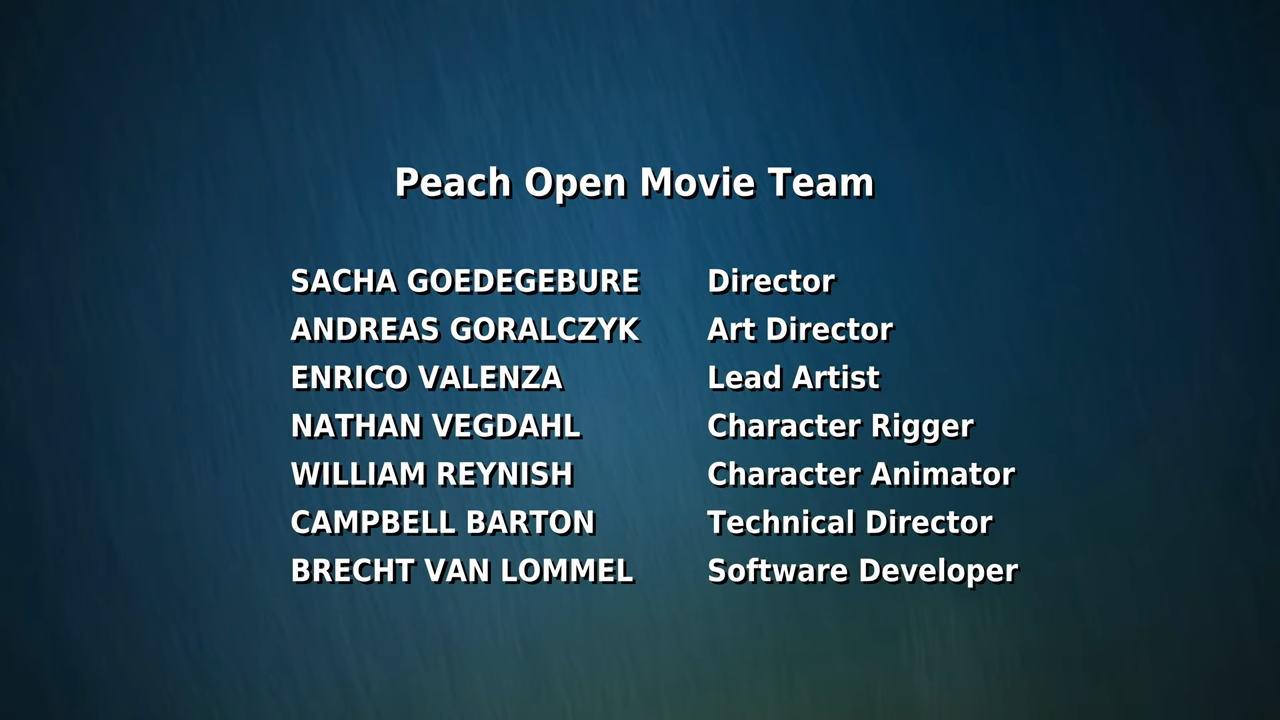 Peach Open Movie Team
SACHA GOEDEGEBURE Director
ANDREAS GORALCZYK Art Director
ENRICO VALENZA Lead Artist
NATHAN VEGDAHL Character Rigger
WILLIAM REYNISH Character Animator
CAMPBELL BARTON Technical Director
BRECHT VAN LOMMEL Software Developer